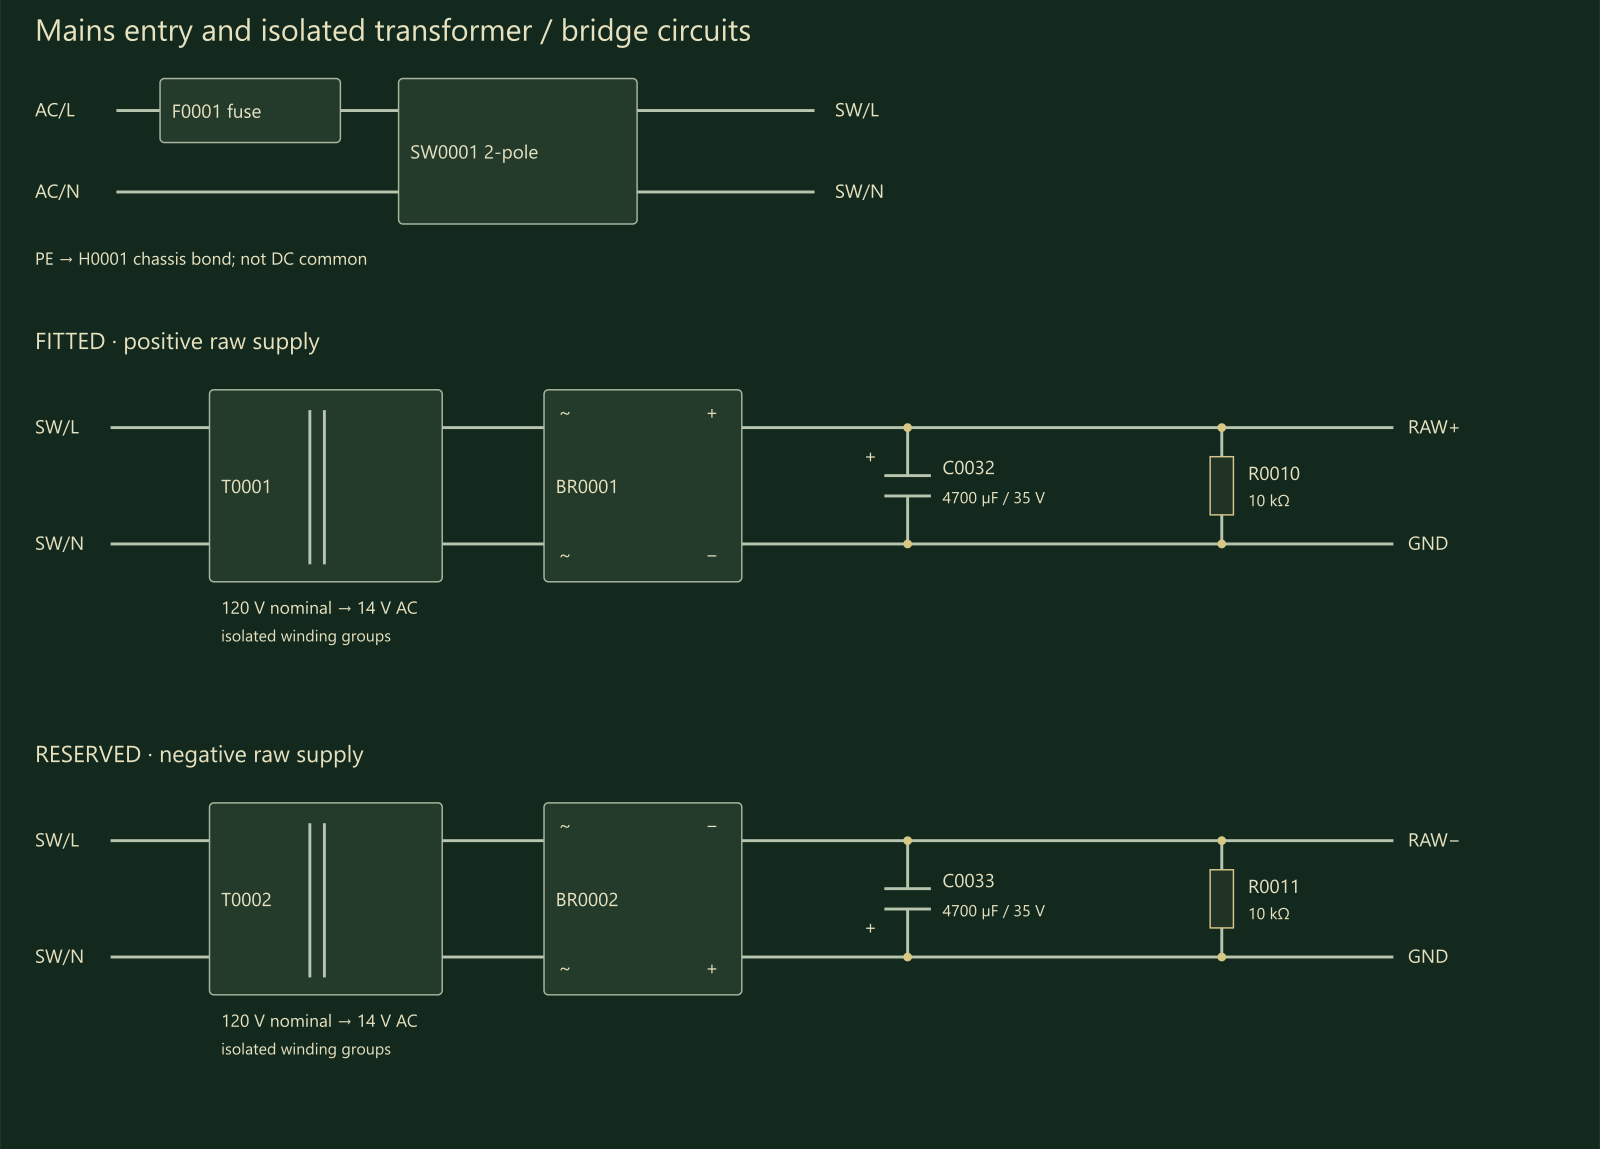 Mains entry and isolated transformer / bridge circuits
AC/L
F0001 fuse
SW/L
SW0001 2-pole
AC/N
SW/N
PE → H0001 chassis bond; not DC common
FITTED · positive raw supply
~
+
SW/L
RAW+
+
C0032
R0010
T0001
BR0001
4700 µF / 35 V
10 kΩ
SW/N
GND
~
−
120 V nominal → 14 V AC
isolated winding groups
RESERVED · negative raw supply
~
−
SW/L
RAW−
C0033
R0011
T0002
BR0002
4700 µF / 35 V
10 kΩ
+
SW/N
GND
~
+
120 V nominal → 14 V AC
isolated winding groups